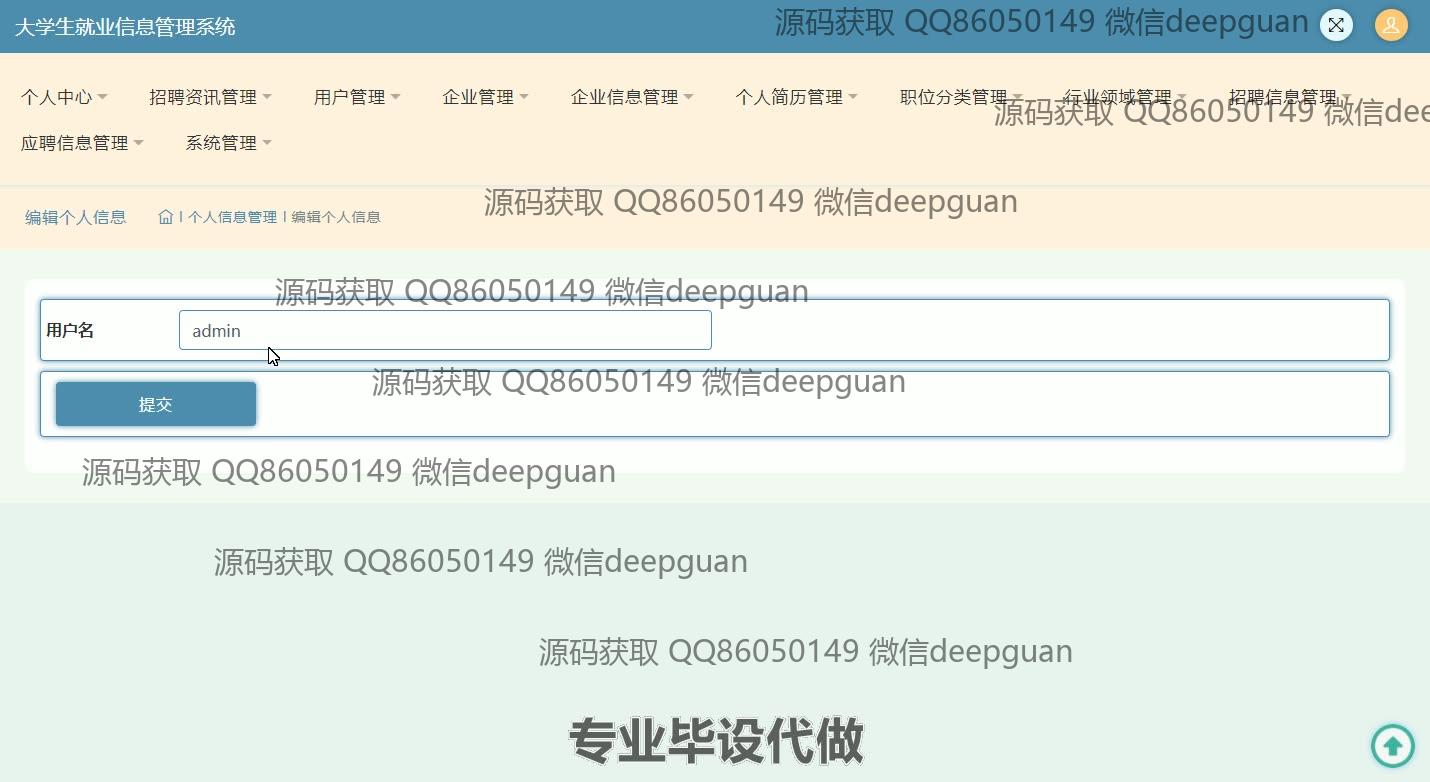 大学生就业信息管理系统
源码获取 QQ86050149 微信deepguan
个人中心 招聘资讯管理 用户管理 企业管理 企业信息管理 个人简历管理 职位分类管理 行业领域管理 招聘信息管理
源码获取 QQ86050149 微信dee
应聘信息管理 系统管理
源码获取 QQ86050149 微信deepguan
编辑个人信息 个人信息管理 编辑个人信息
源码获取 QQ86050149 微信deepguan
用户名 admin
源码获取 QQ86050149 微信deepguan
提交
源码获取 QQ86050149 微信deepguan
源码获取 QQ86050149 微信deepguan
源码获取 QQ86050149 微信deepguan
专业毕设代做